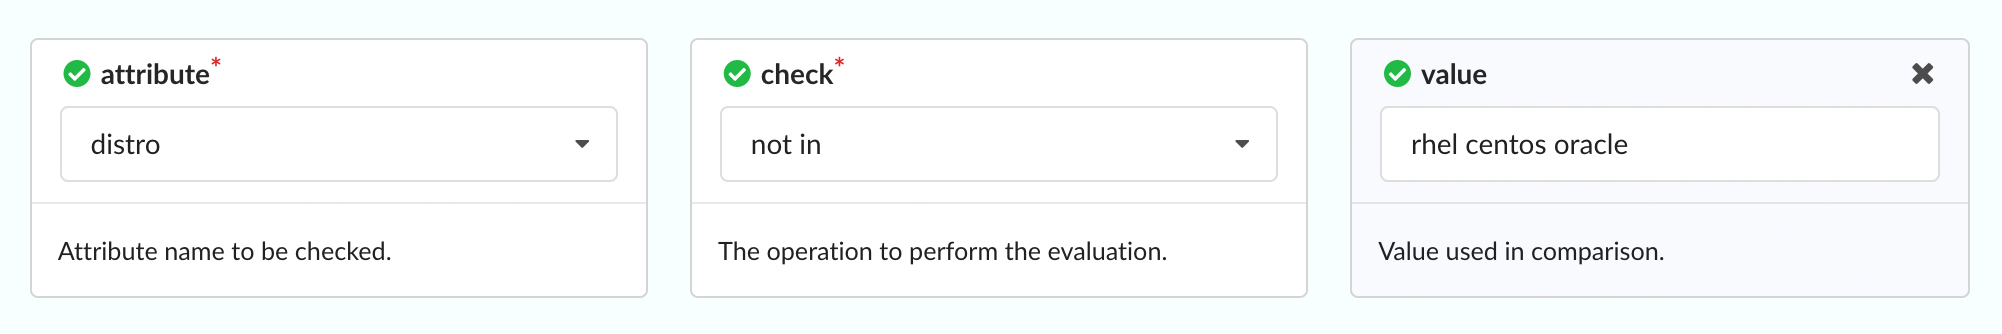 attribute*
distro
Attribute name to be checked.
check*
not in
The operation to perform the evaluation.
value
rhel centos oracle
Value used in comparison.